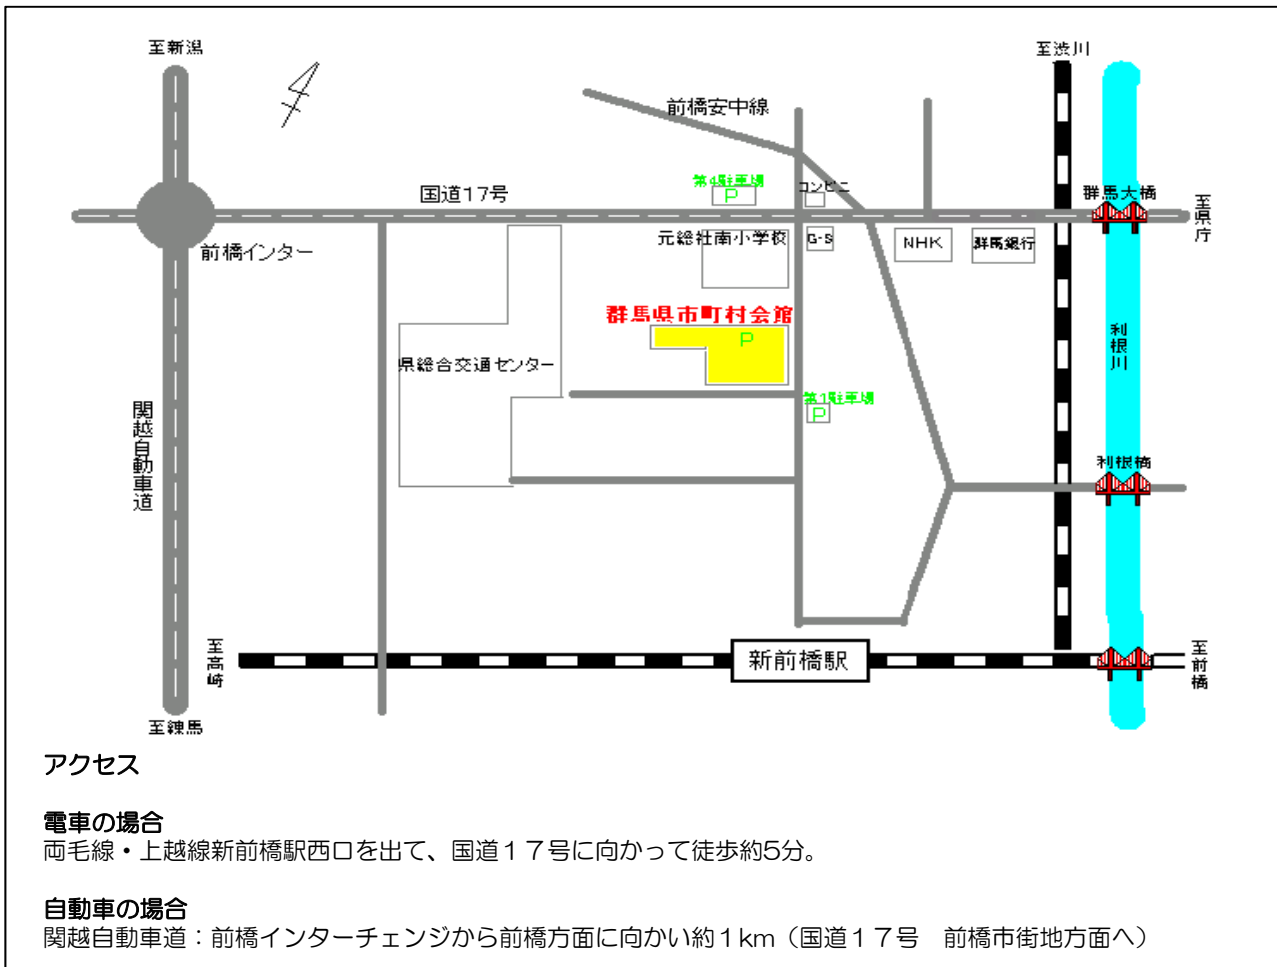 至新潟
至渋川
前橋安中線
第4駐車場
P
コンビニ
群馬大橋
国道17号
至県庁
元総社南小学校
G-S
NHK
群馬銀行
前橋インター
群馬県市町村会館
P
利根川
県総合交通センター
第1駐車場
P
関越自動車道
利根橋
至高崎
新前橋駅
至前橋
至練馬
アクセス
電車の場合
両毛線・上越線新前橋駅西口を出て、国道１７号に向かって徒歩約5分。
自動車の場合
関越自動車道：前橋インターチェンジから前橋方面に向かい約１km（国道１７号　前橋市街地方面へ）